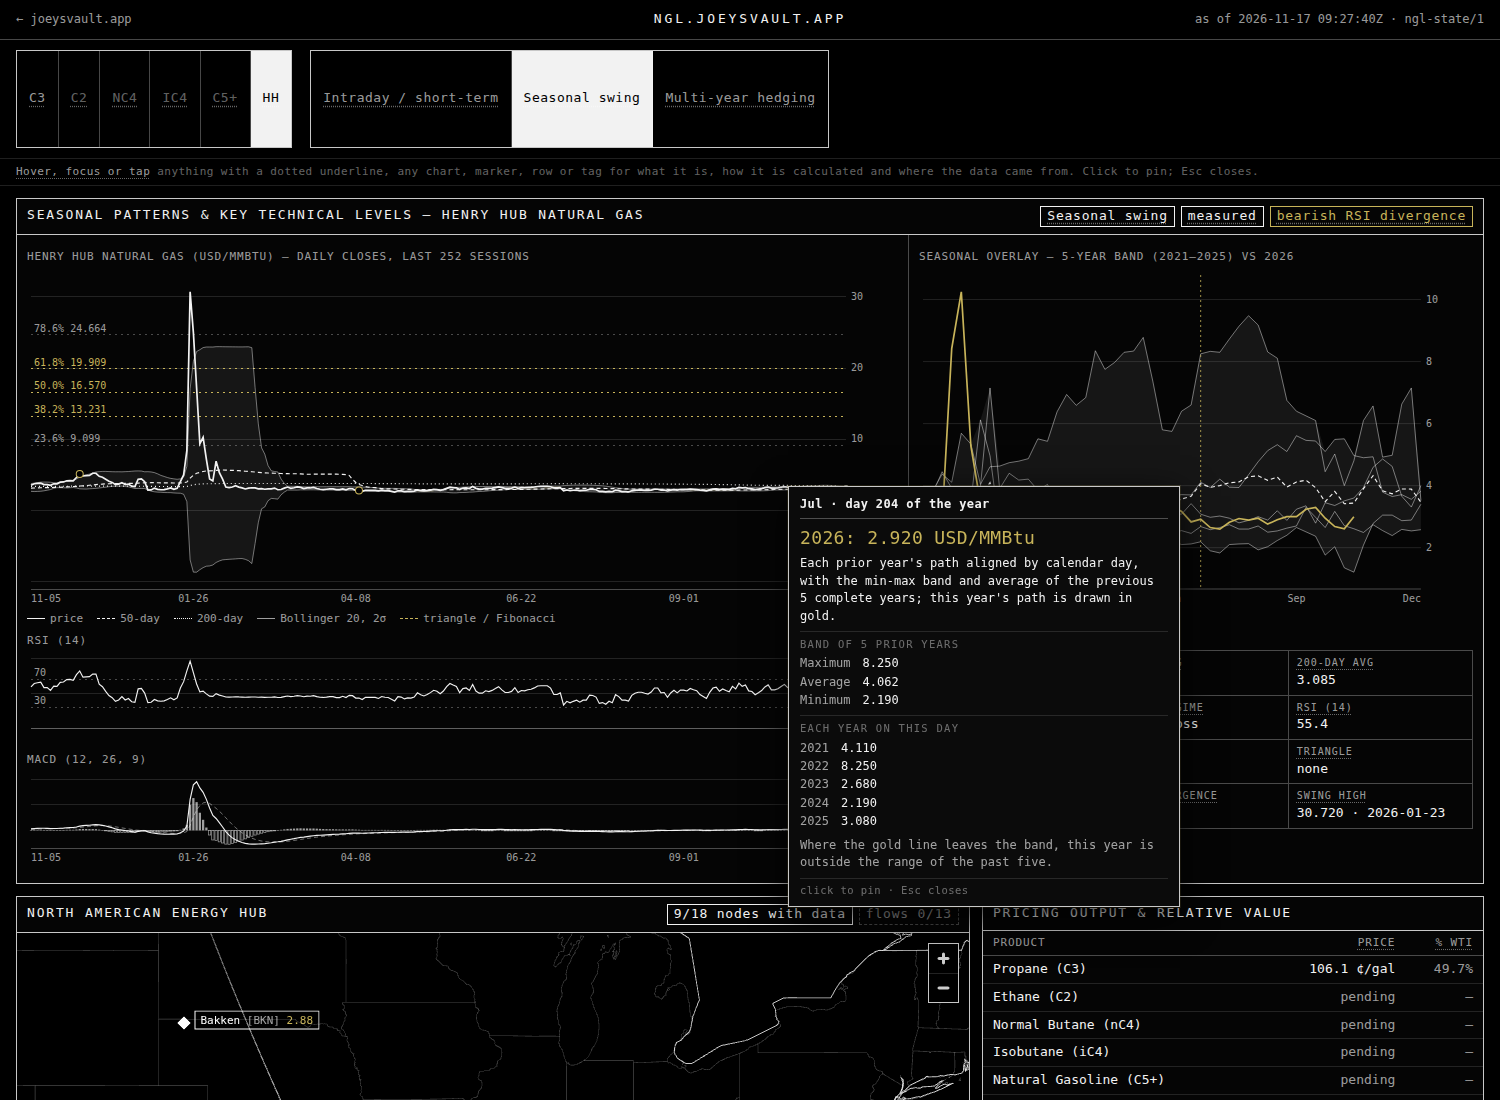 ← joeysvault.app
NGL.JOEYSVAULT.APP
as of 2026-11-17 09:27:40Z · ngl-state/1
C3
C2
NC4
IC4
C5+
HH
Intraday / short-term
Seasonal swing
Multi-year hedging
Hover, focus or tap anything with a dotted underline, any chart, marker, row or tag for what it is, how it is calculated and where the data came from. Click to pin; Esc closes.
SEASONAL PATTERNS & KEY TECHNICAL LEVELS — HENRY HUB NATURAL GAS
Seasonal swing
measured
bearish RSI divergence
HENRY HUB NATURAL GAS (USD/MMBTU) — DAILY CLOSES, LAST 252 SESSIONS
30
78.6% 24.664
61.8% 19.909
20
50.0% 16.570
38.2% 13.231
23.6% 9.099
10
11-05
01-26
04-08
06-22
09-01
price
50-day
200-day
Bollinger 20, 2σ
triangle / Fibonacci
RSI (14)
70
30
MACD (12, 26, 9)
11-05
01-26
04-08
06-22
09-01
SEASONAL OVERLAY — 5-YEAR BAND (2021–2025) VS 2026
10
8
6
4
2
Sep
Dec
Jul · day 204 of the year
2026: 2.920 USD/MMBtu
Each prior year's path aligned by calendar day,
with the min-max band and average of the previous
5 complete years; this year's path is drawn in
gold.
BAND OF 5 PRIOR YEARS
Maximum 8.250
Average 4.062
Minimum 2.190
EACH YEAR ON THIS DAY
2021 4.110
2022 8.250
2023 2.680
2024 2.190
2025 3.080
Where the gold line leaves the band, this year is
outside the range of the past five.
click to pin · Esc closes
200-DAY AVG
3.085
RSI (14)
55.4
TRIANGLE
none
SWING HIGH
30.720 · 2026-01-23
NORTH AMERICAN ENERGY HUB
9/18 nodes with data
flows 0/13
+
−
Bakken [BKN] 2.88
PRICING OUTPUT & RELATIVE VALUE
PRODUCT PRICE % WTI
Propane (C3) 106.1 ¢/gal 49.7%
Ethane (C2) pending —
Normal Butane (nC4) pending —
Isobutane (iC4) pending —
Natural Gasoline (C5+) pending —